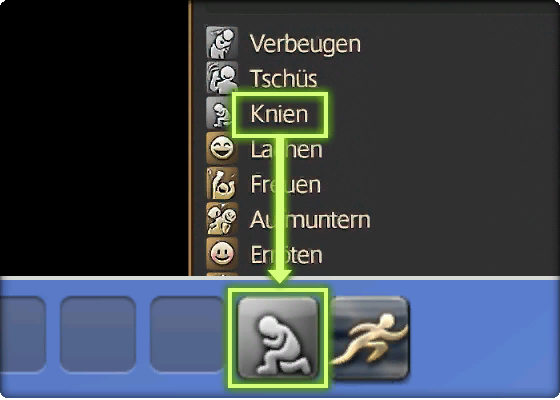 Verbeugen
Tschüs
Knien
Lachen
Freuen
Aufmuntern
Erröten